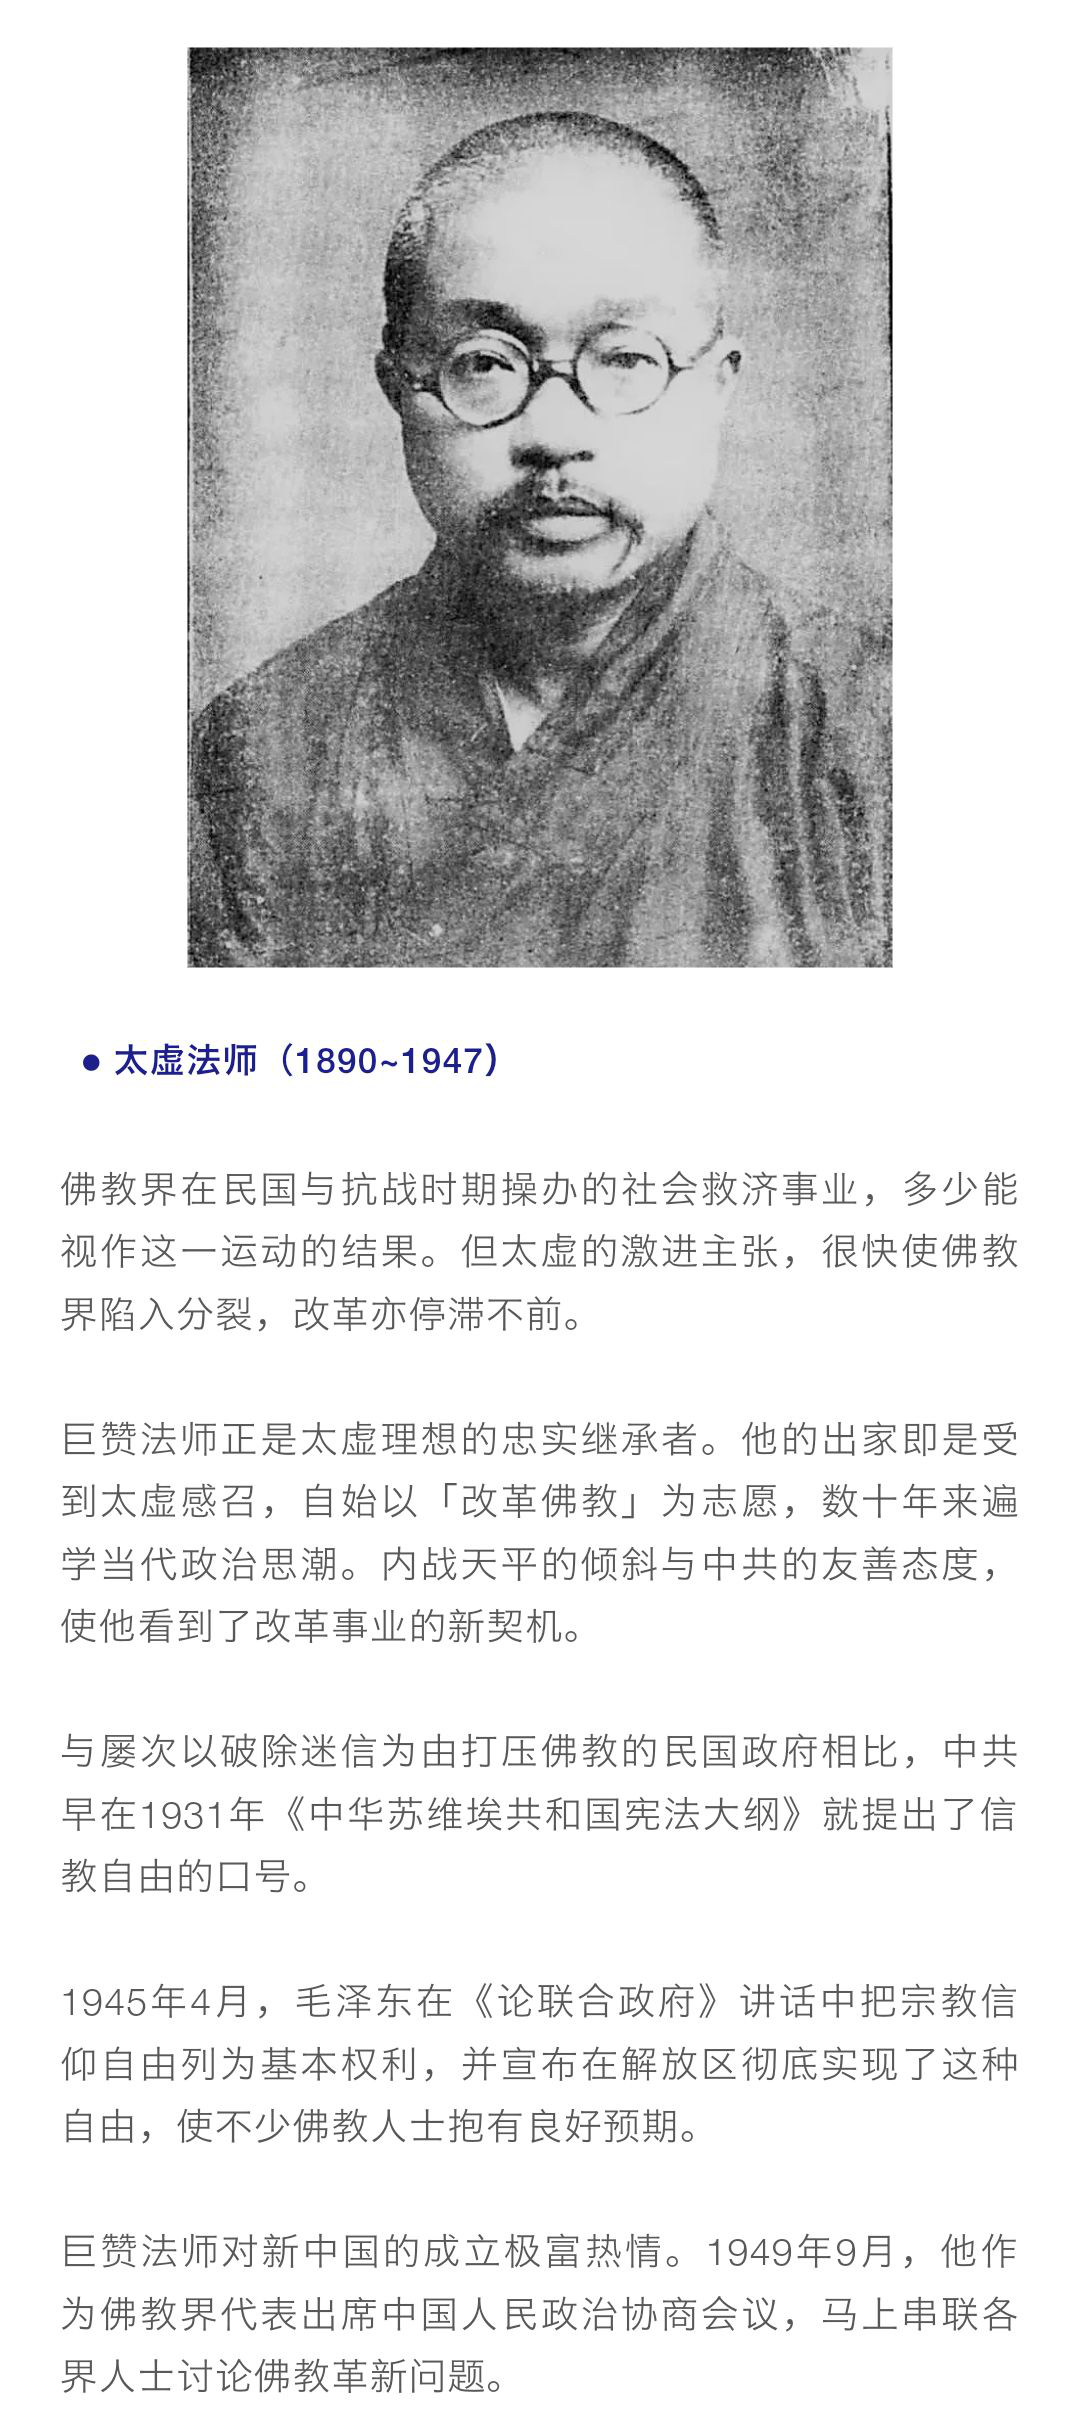 ● 太虚法师（1890~1947）
佛教界在民国与抗战时期操办的社会救济事业，多少能
视作这一运动的结果。但太虚的激进主张，很快使佛教
界陷入分裂，改革亦停滞不前。
巨赞法师正是太虚理想的忠实继承者。他的出家即是受
到太虚感召，自始以「改革佛教」为志愿，数十年来遍
学当代政治思潮。内战天平的倾斜与中共的友善态度，
使他看到了改革事业的新契机。
与屡次以破除迷信为由打压佛教的民国政府相比，中共
早在1931年《中华苏维埃共和国宪法大纲》就提出了信
教自由的口号。
1945年4月，毛泽东在《论联合政府》讲话中把宗教信
仰自由列为基本权利，并宣布在解放区彻底实现了这种
自由，使不少佛教人士抱有良好预期。
巨赞法师对新中国的成立极富热情。1949年9月，他作
为佛教界代表出席中国人民政治协商会议，马上串联各
界人士讨论佛教革新问题。